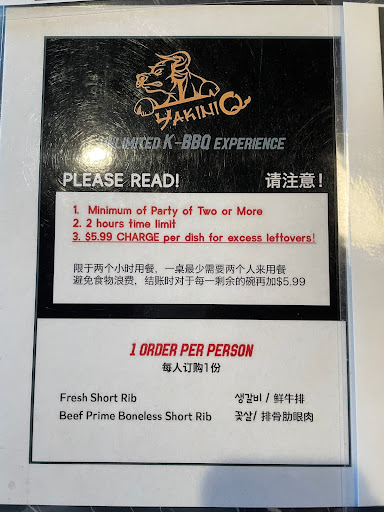 YAKINIQ
UNLIMITED K-BBQ EXPERIENCE
PLEASE READ! 请注意!
1. Minimum of Party of Two or More
2. 2 hours time limit
3. $5.99 CHARGE per dish for excess leftovers!
限于两个小时用餐，一桌最少需要两个人来用餐
避免食物浪费，结账时对于每一剩余的碗再加$5.99
1 ORDER PER PERSON
每人订购1份
Fresh Short Rib 생갈비 / 鲜牛排
Beef Prime Boneless Short Rib 꽃살/ 排骨肋眼肉